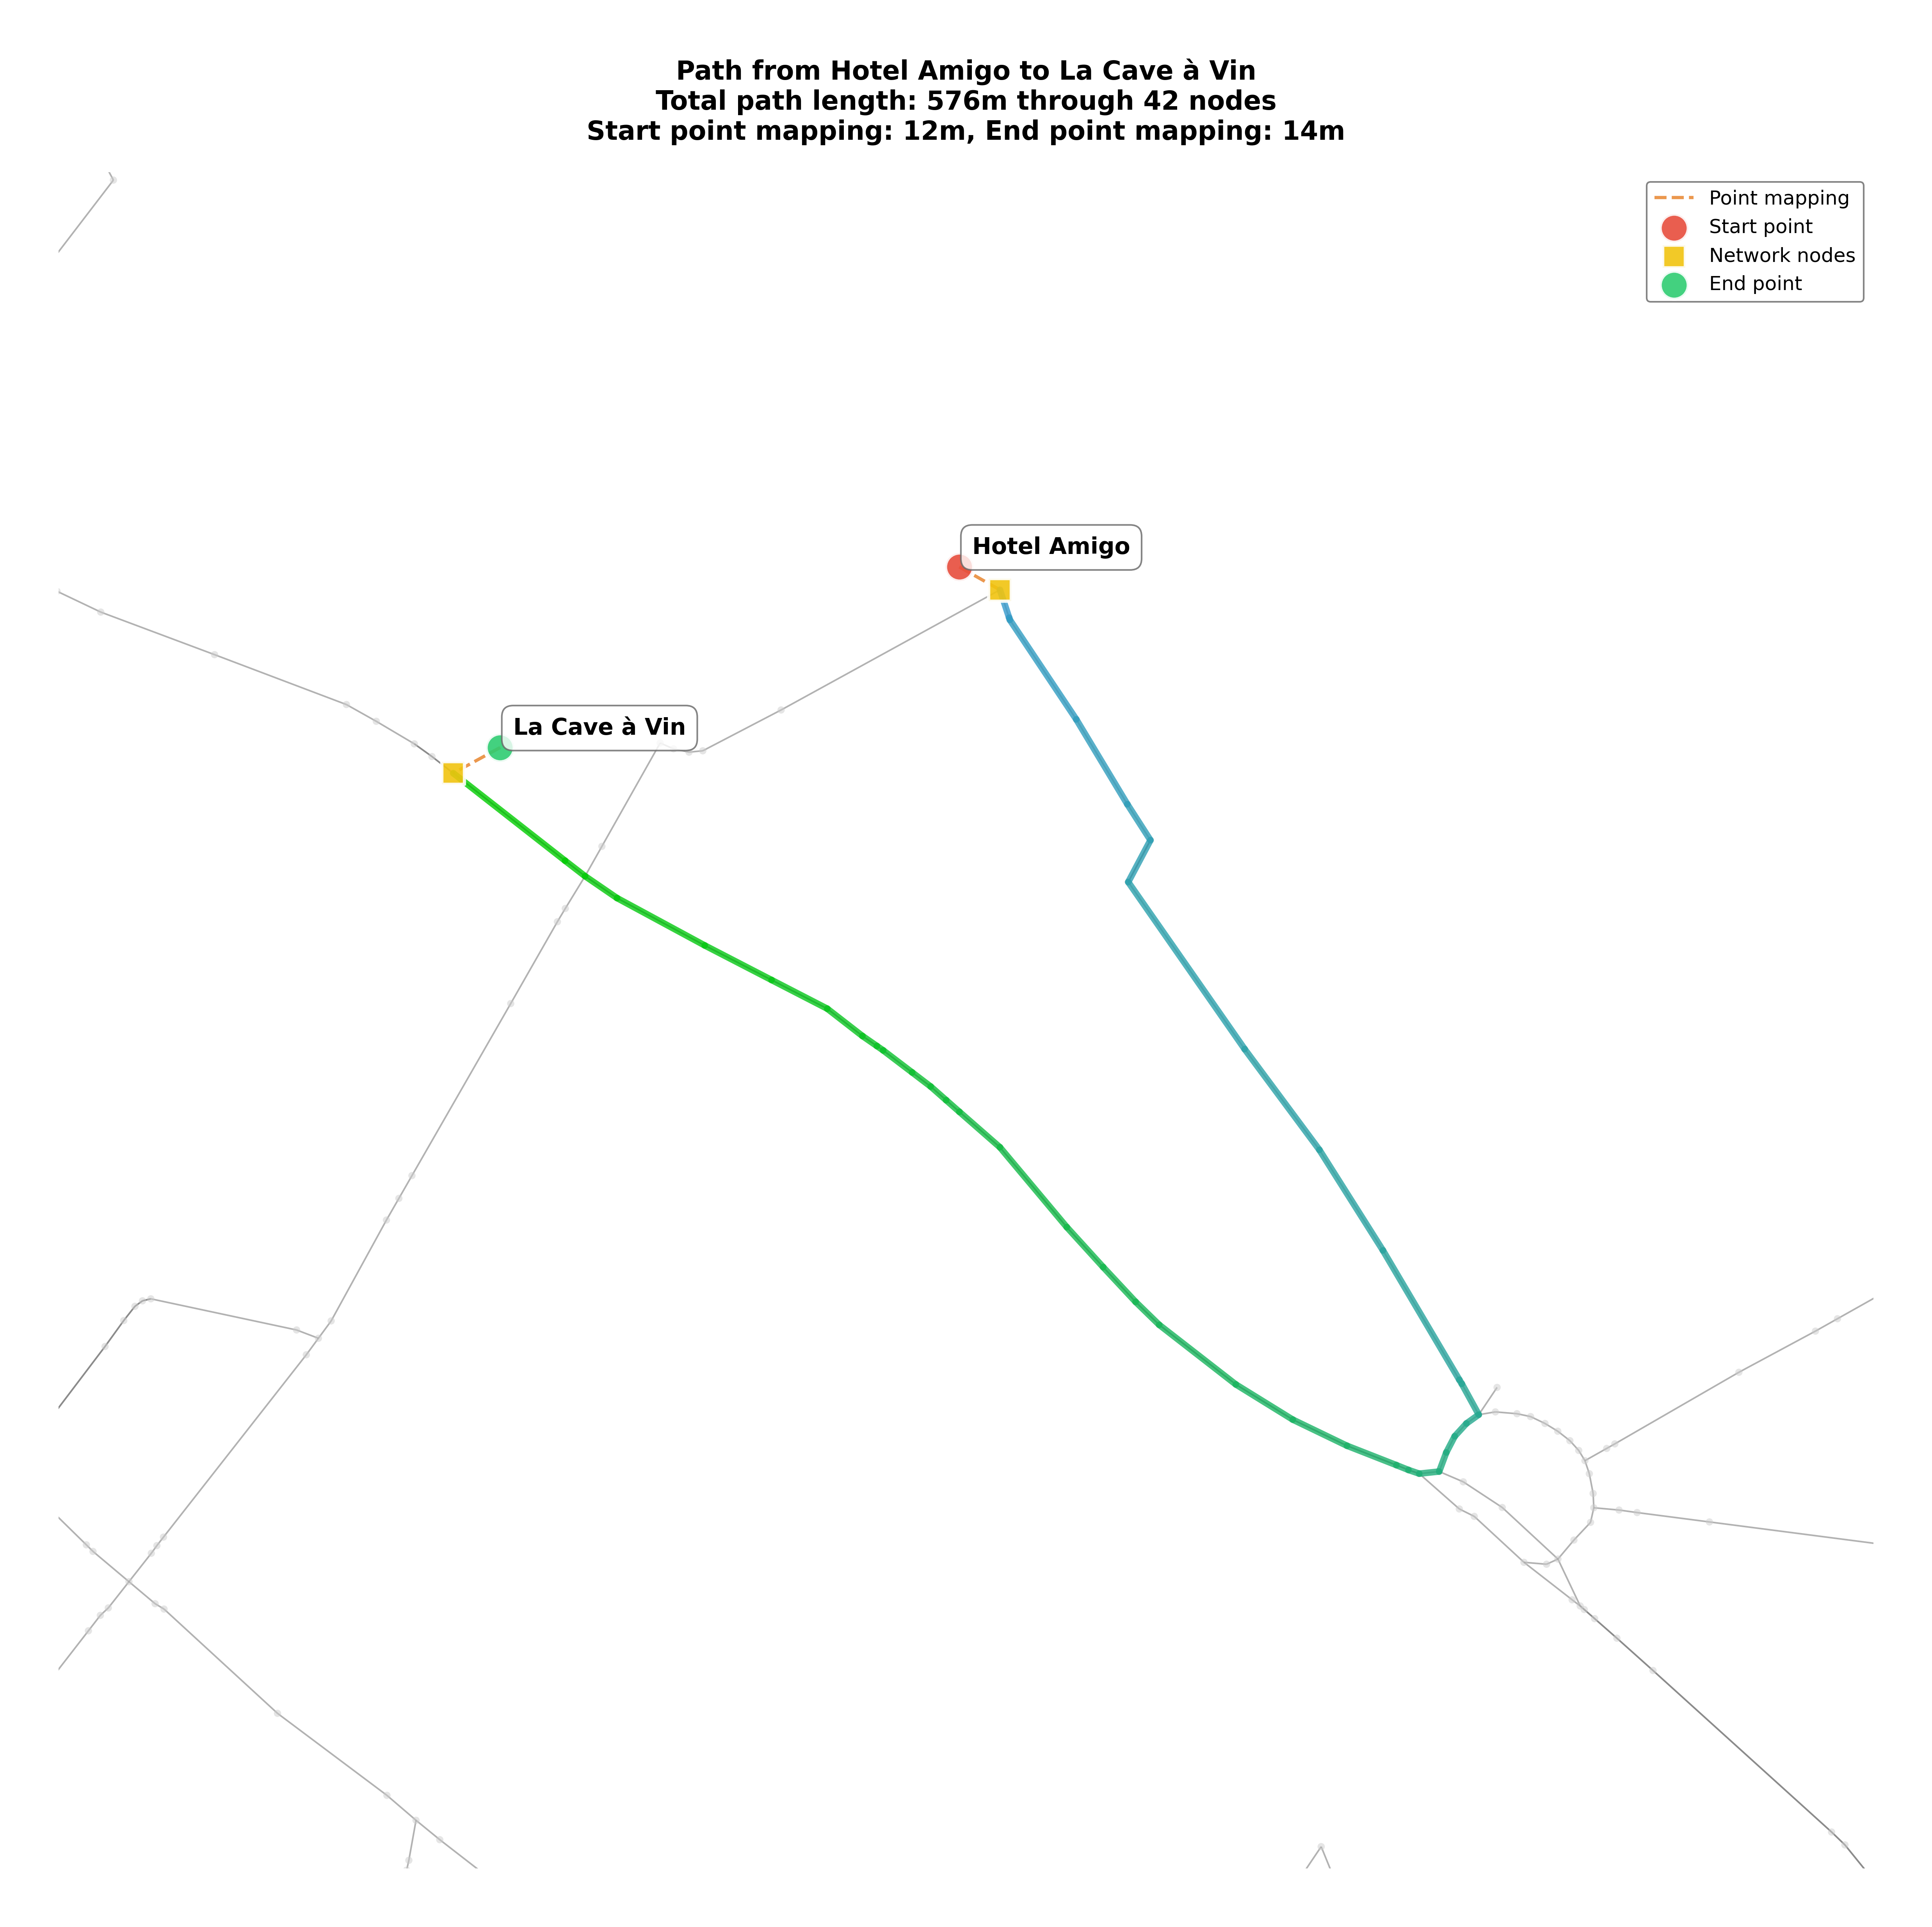 Path from Hotel Amigo to La Cave à Vin
Total path length: 576m through 42 nodes
Start point mapping: 12m, End point mapping: 14m
Point mapping
Start point
Network nodes
End point
Hotel Amigo
La Cave à Vin